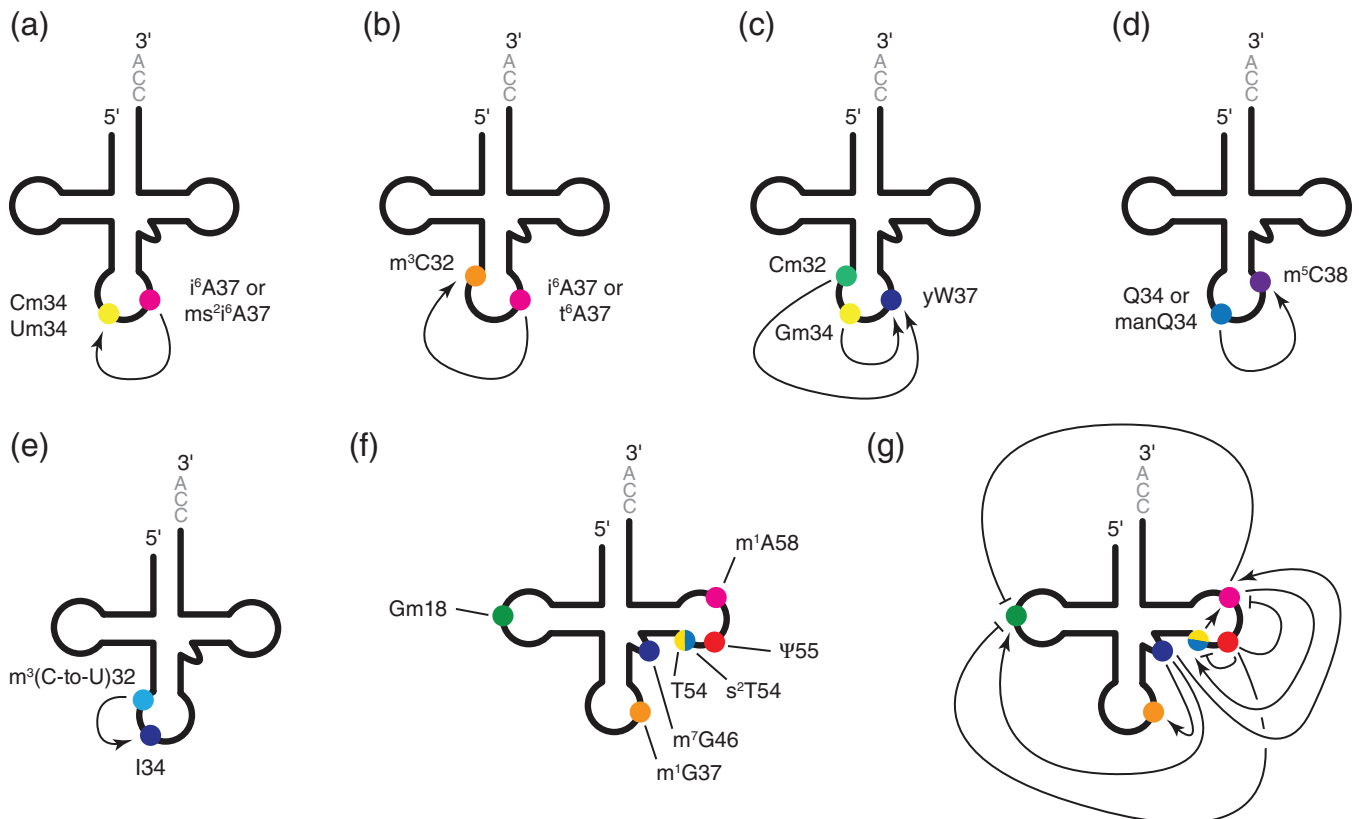 (a)
3'
A
C
C
5'
Cm34
Um34
i⁶A37 or
ms²i⁶A37
(b)
3'
A
C
C
5'
m³C32
i⁶A37 or
t⁶A37
(c)
3'
A
C
C
5'
Cm32
Gm34
yW37
(d)
3'
A
C
C
5'
Q34 or
manQ34
m⁵C38
(e)
3'
A
C
C
5'
m³(C-to-U)32
I34
(f)
3'
A
C
C
5'
Gm18
m¹A58
Ψ55
T54
s²T54
m⁷G46
m¹G37
(g)
3'
A
C
C
5'